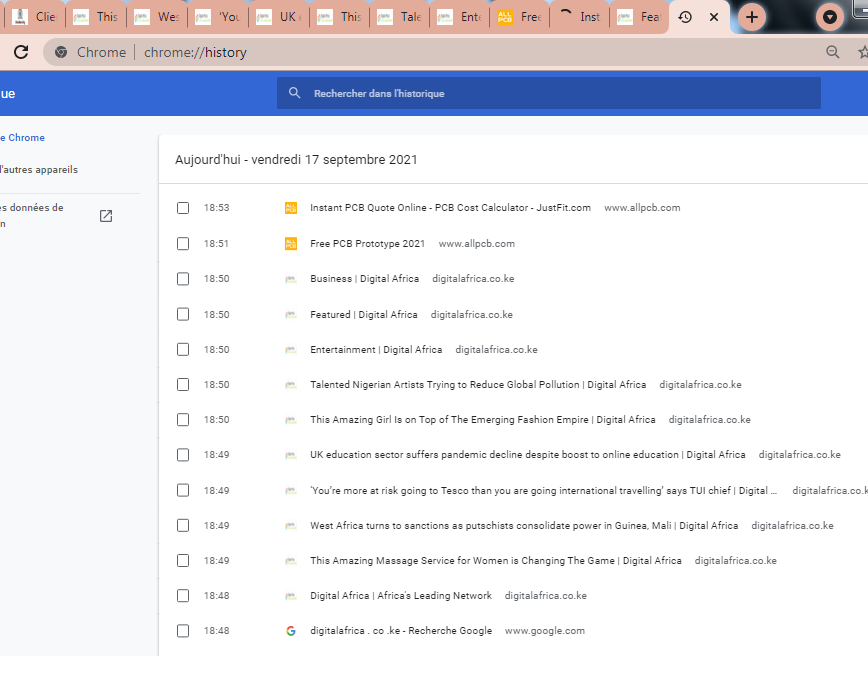 Clie This Wes 'You UK This Tale Ente Free Inst Feat
Chrome | chrome://history
ue Rechercher dans l'historique
e Chrome
Aujourd'hui - vendredi 17 septembre 2021
'autres appareils
es données de
n
18:53 Instant PCB Quote Online - PCB Cost Calculator - JustFit.com www.allpcb.com
18:51 Free PCB Prototype 2021 www.allpcb.com
18:50 Business | Digital Africa digitalafrica.co.ke
18:50 Featured | Digital Africa digitalafrica.co.ke
18:50 Entertainment | Digital Africa digitalafrica.co.ke
18:50 Talented Nigerian Artists Trying to Reduce Global Pollution | Digital Africa digitalafrica.co.ke
18:50 This Amazing Girl Is on Top of The Emerging Fashion Empire | Digital Africa digitalafrica.co.ke
18:49 UK education sector suffers pandemic decline despite boost to online education | Digital Africa digitalafrica.co.ke
18:49 'You're more at risk going to Tesco than you are going international travelling' says TUI chief | Digital ... digitalafrica.co.k
18:49 West Africa turns to sanctions as putschists consolidate power in Guinea, Mali | Digital Africa digitalafrica.co.ke
18:49 This Amazing Massage Service for Women is Changing The Game | Digital Africa digitalafrica.co.ke
18:48 Digital Africa | Africa's Leading Network digitalafrica.co.ke
18:48 digitalafrica . co .ke - Recherche Google www.google.com